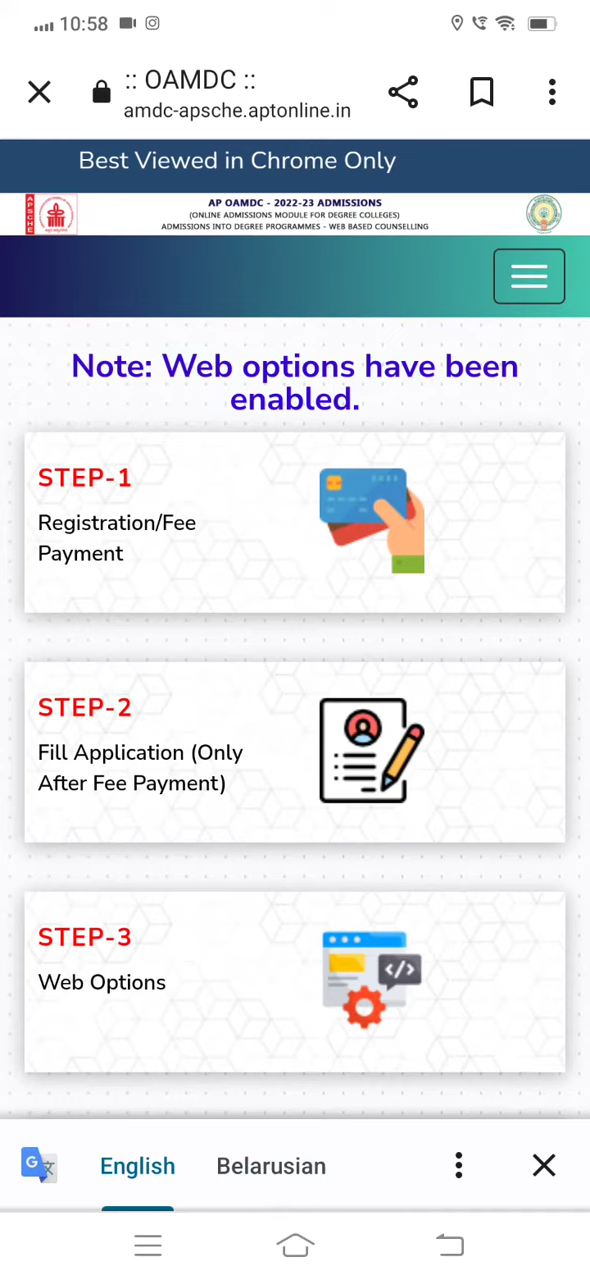 10:58
:: OAMDC ::
amdc-apsche.aptonline.in
Best Viewed in Chrome Only
APSCHE
AP OAMDC - 2022-23 ADMISSIONS
(ONLINE ADMISSIONS MODULE FOR DEGREE COLLEGES)
ADMISSIONS INTO DEGREE PROGRAMMES - WEB BASED COUNSELLING
Note: Web options have been
enabled.
STEP-1
Registration/Fee
Payment
STEP-2
Fill Application (Only
After Fee Payment)
STEP-3
Web Options
</>
G 文
English
Belarusian